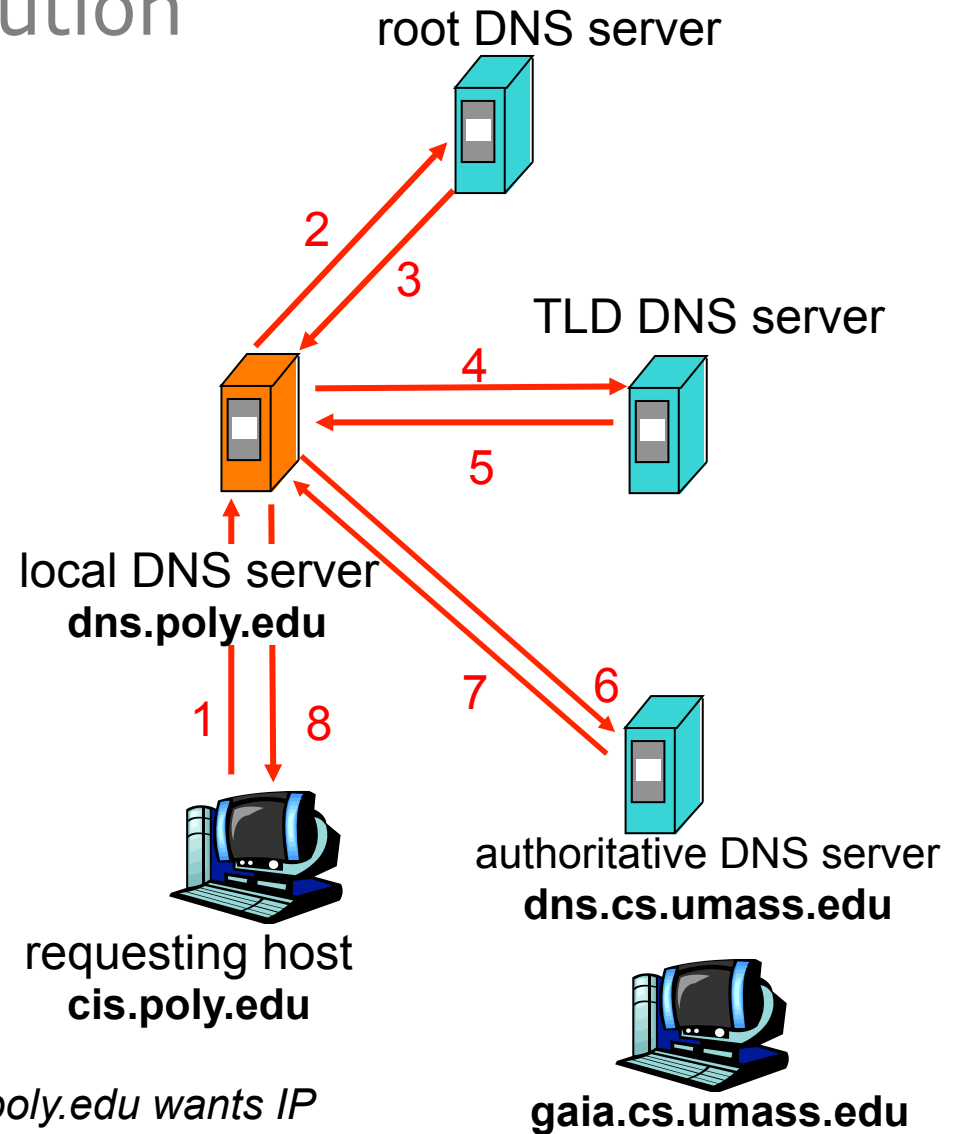 ution
root DNS server
2
3
TLD DNS server
4
5
local DNS server
dns.poly.edu
1
8
7
6
authoritative DNS server
dns.cs.umass.edu
requesting host
cis.poly.edu
poly.edu wants IP
gaia.cs.umass.edu